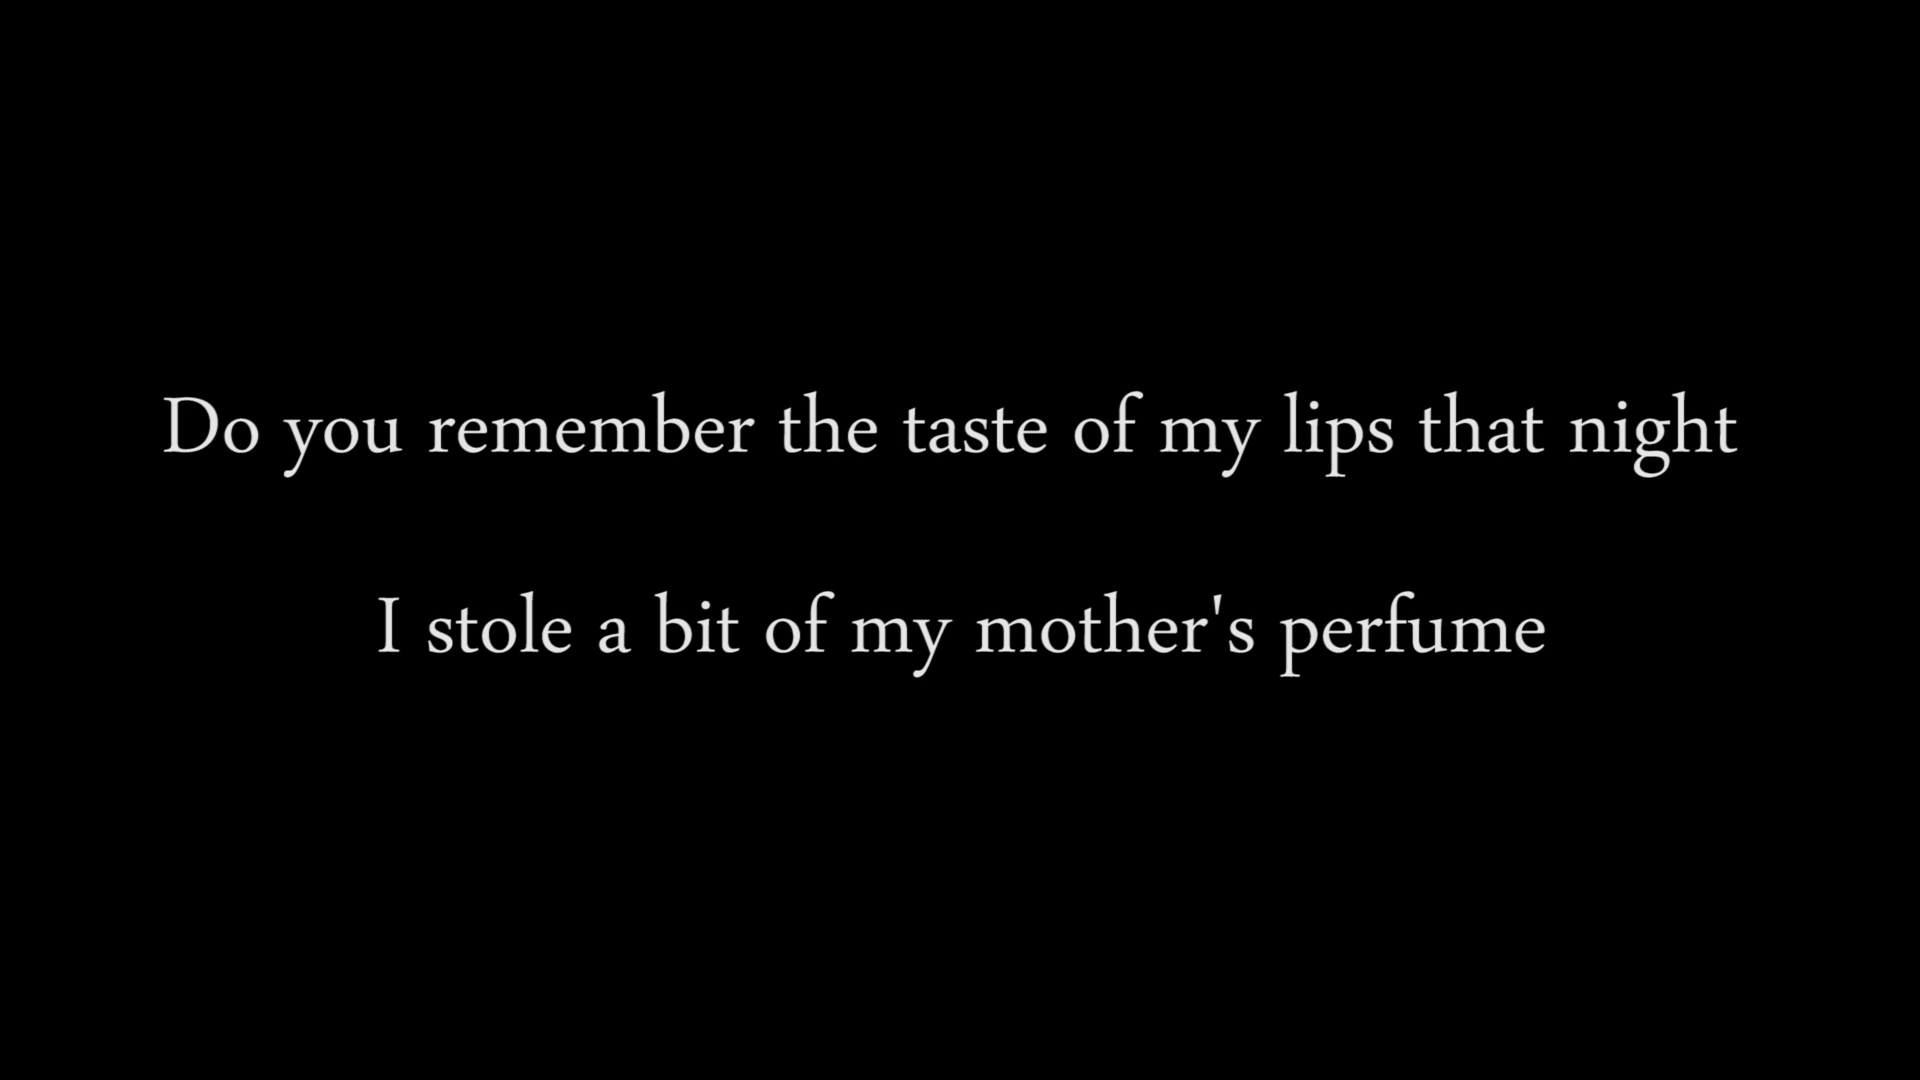 Do you remember the taste of my lips that night
I stole a bit of my mother's perfume